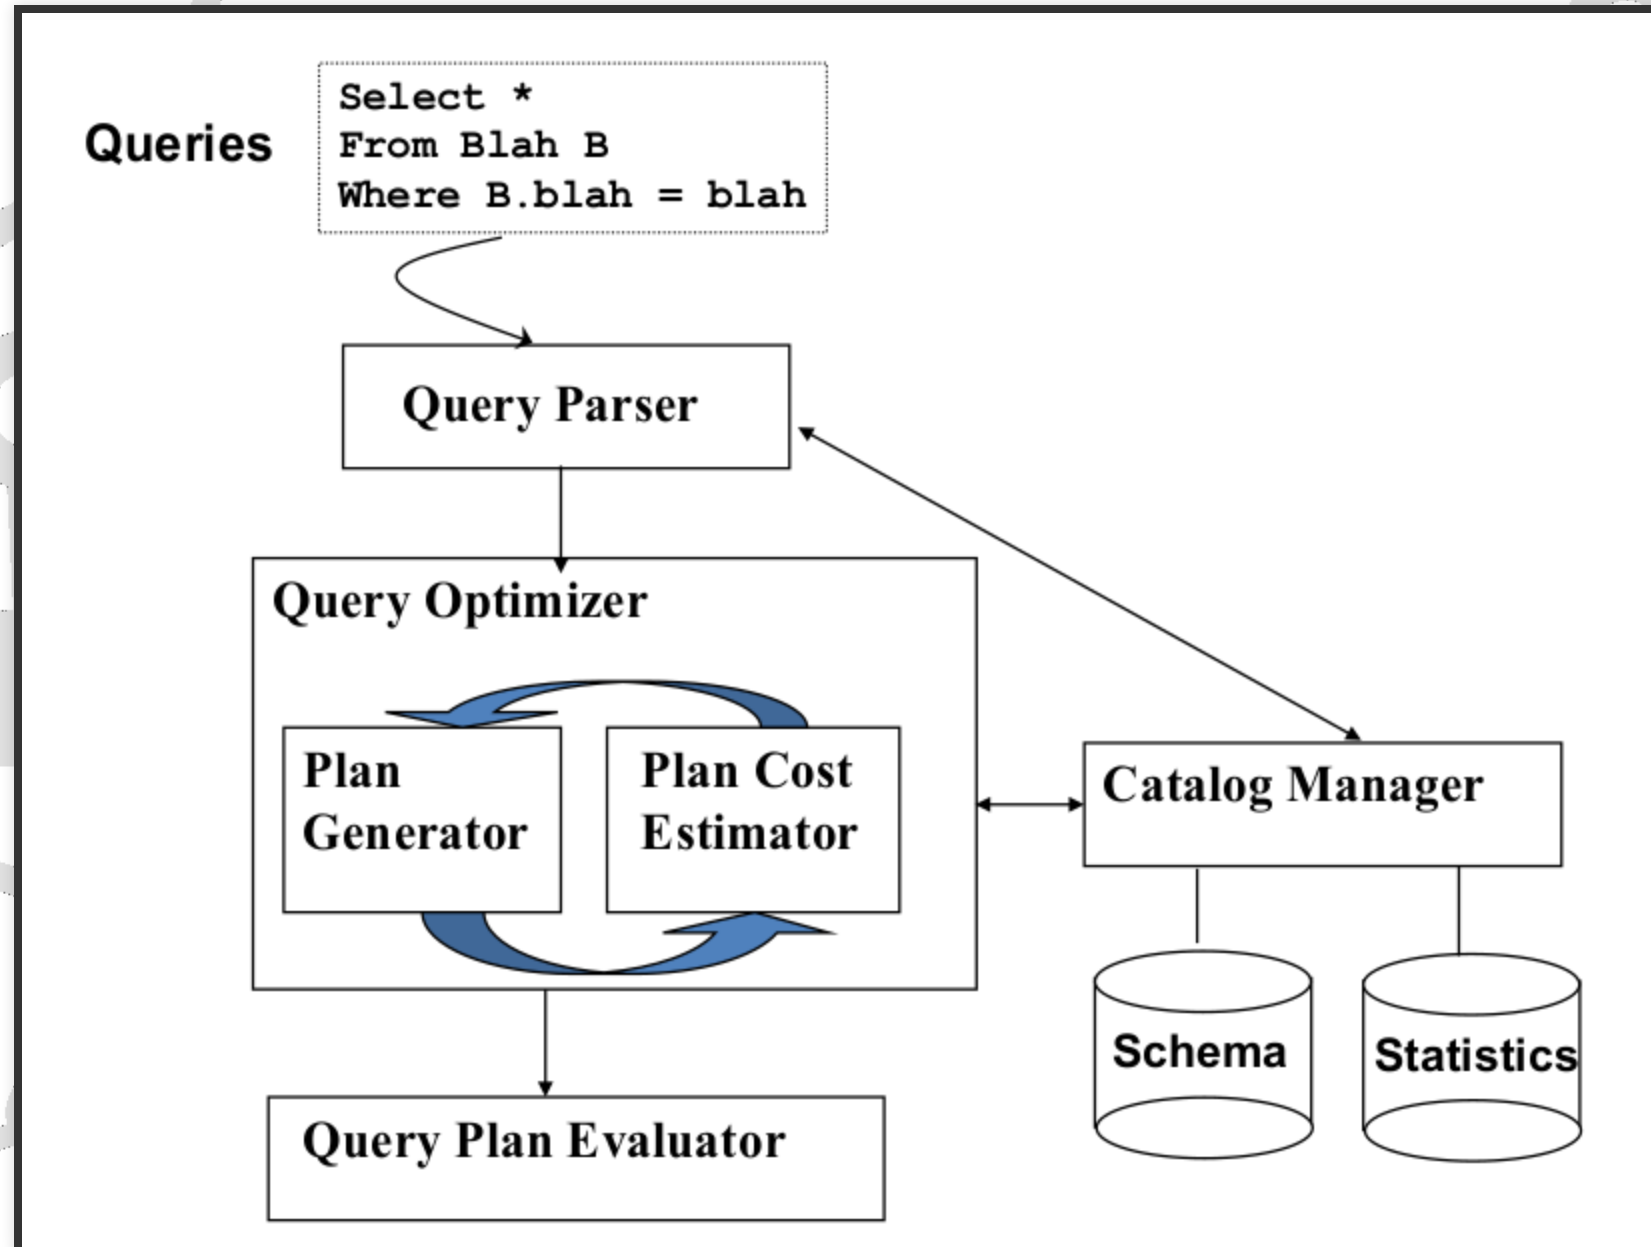 Queries
Select *
From Blah B
Where B.blah = blah
Query Parser
Query Optimizer
Plan
Generator
Plan Cost
Estimator
Catalog Manager
Schema
Statistics
Query Plan Evaluator